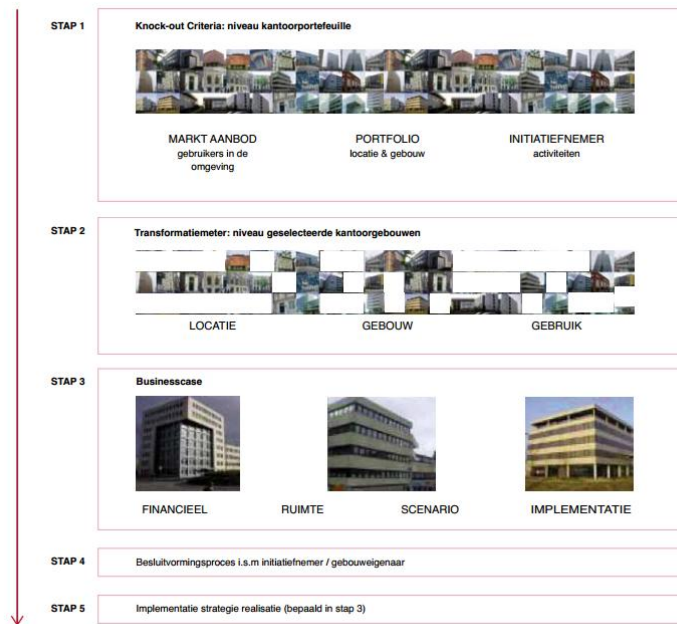 STAP 1
Knock-out Criteria: niveau kantoorportefeuille
MARKT AANBOD
gebruikers in de
omgeving
PORTFOLIO
locatie & gebouw
INITIATIEFNEMER
activiteiten
STAP 2
Transformatiemeter: niveau geselecteerde kantoorgebouwen
LOCATIE
GEBOUW
GEBRUIK
STAP 3
Businesscase
FINANCIEEL
RUIMTE
SCENARIO
IMPLEMENTATIE
STAP 4
Besluitvormingsproces i.s.m initiatiefnemer / gebouweigenaar
STAP 5
Implementatie strategie realisatie (bepaald in stap 3)